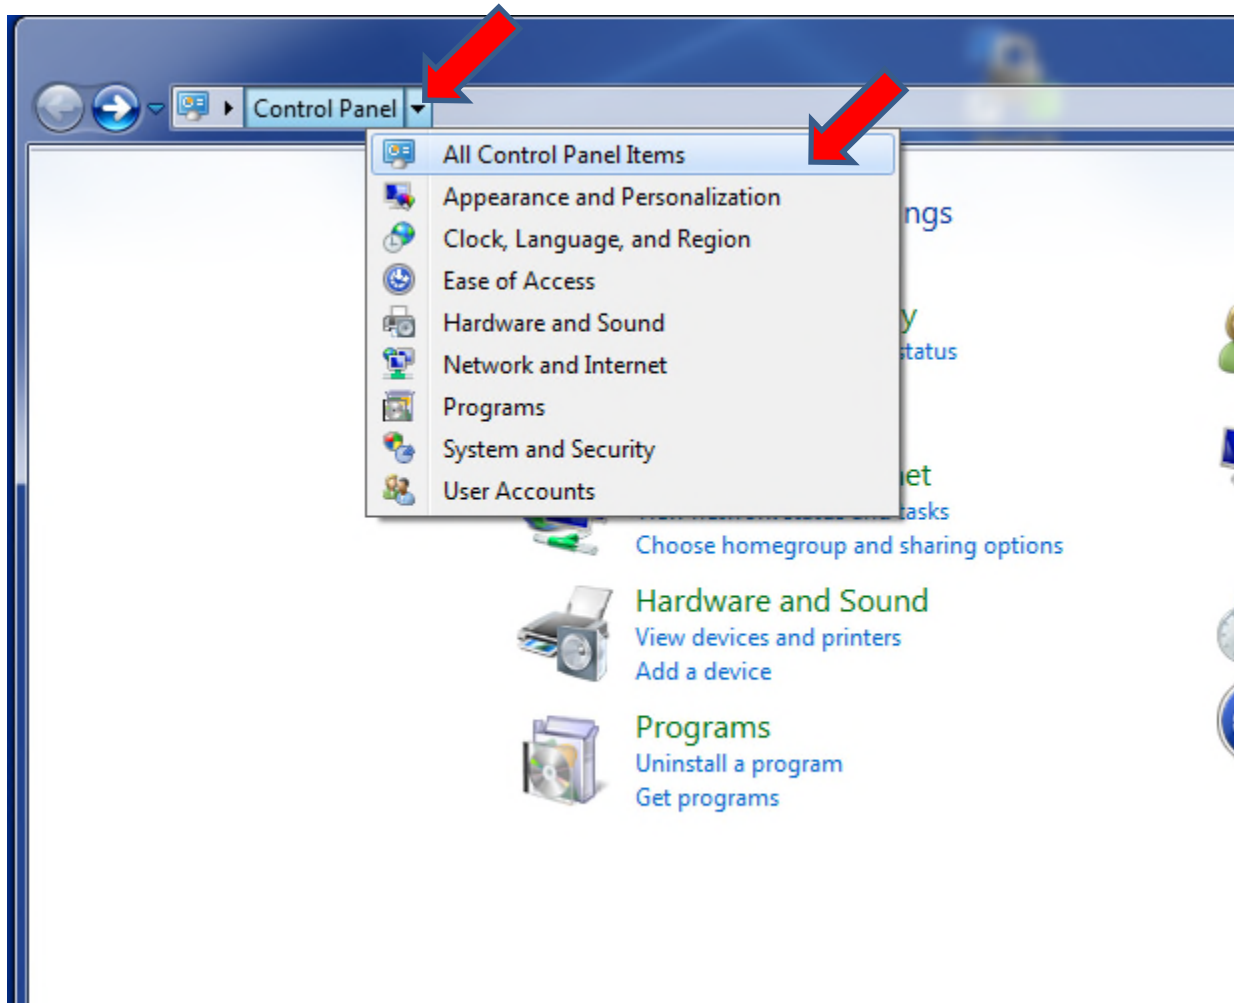 Control Panel
All Control Panel Items
Appearance and Personalization
Clock, Language, and Region
Ease of Access
Hardware and Sound
Network and Internet
Programs
System and Security
User Accounts
ngs
y
status
et
tasks
Choose homegroup and sharing options
Hardware and Sound
View devices and printers
Add a device
Programs
Uninstall a program
Get programs